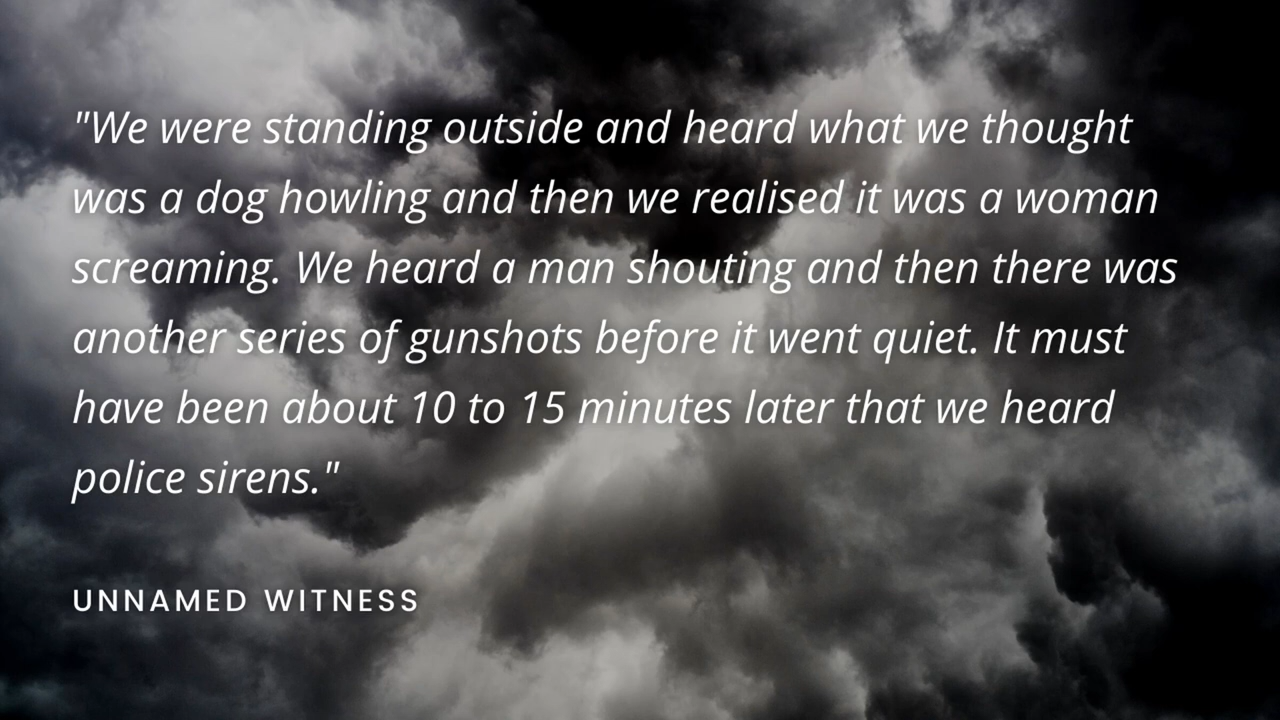 "We were standing outside and heard what we thought
was a dog howling and then we realised it was a woman
screaming. We heard a man shouting and then there was
another series of gunshots before it went quiet. It must
have been about 10 to 15 minutes later that we heard
police sirens."
UNNAMED WITNESS